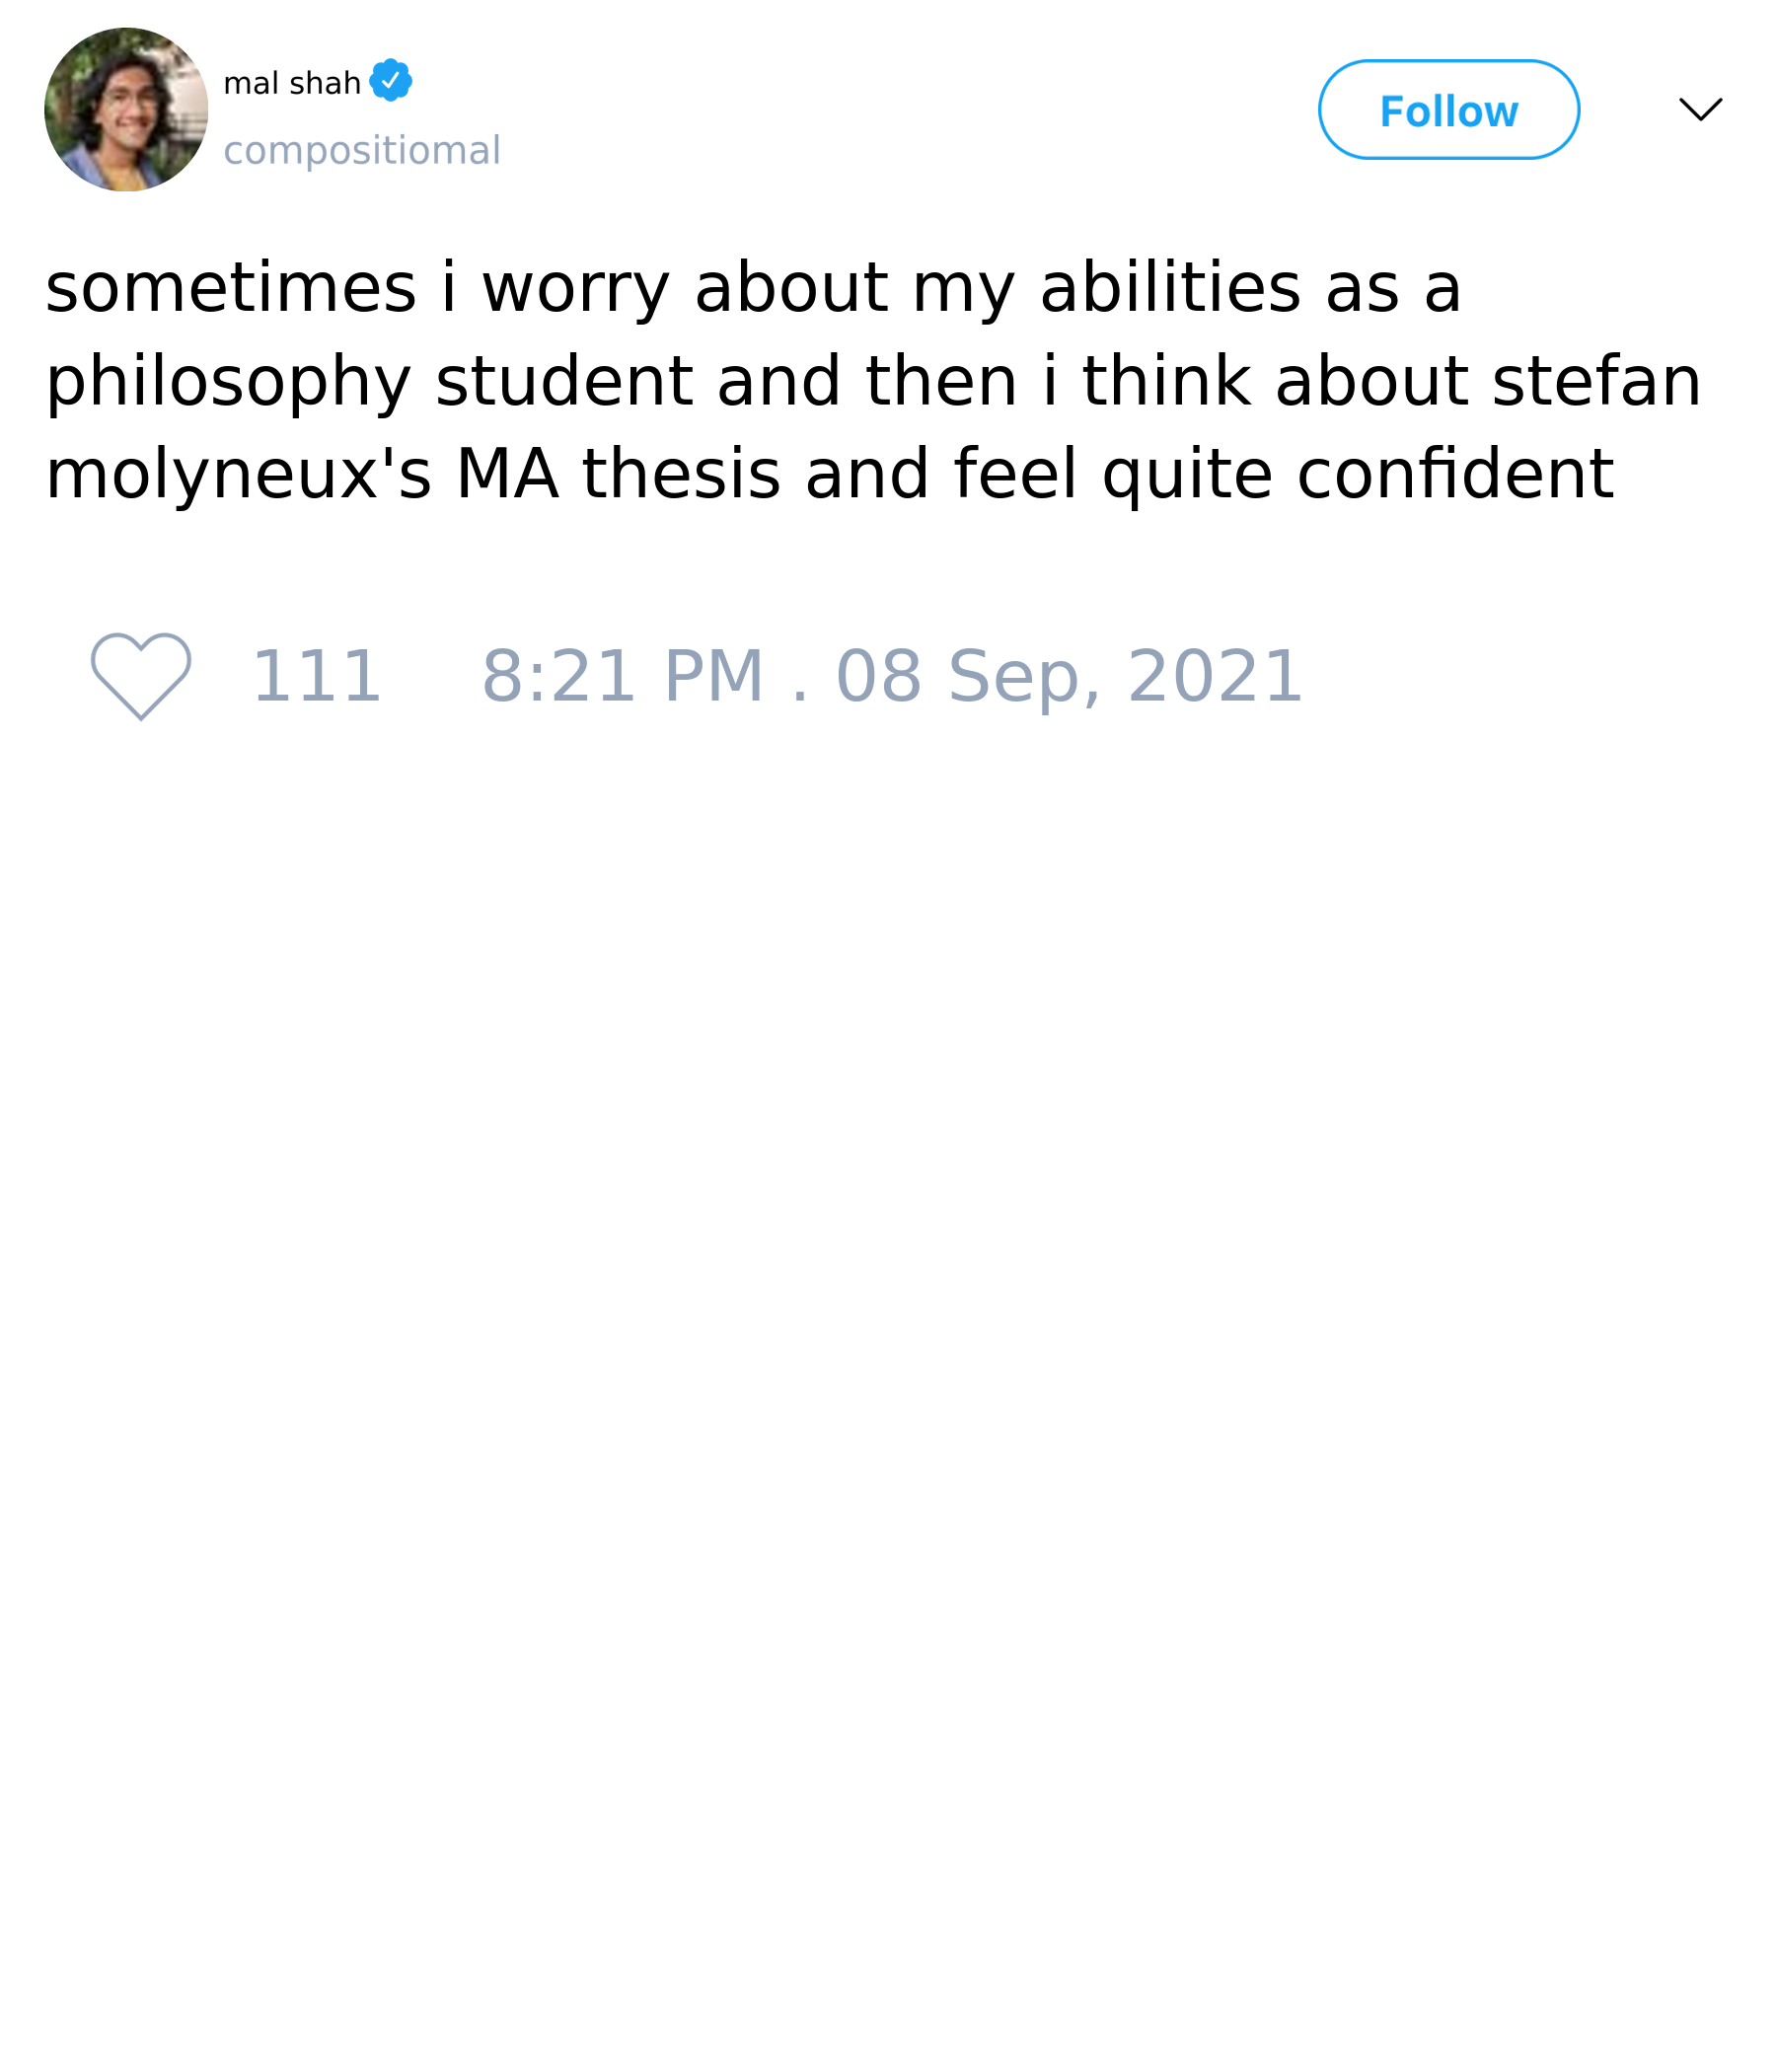 mal shah
compositiomal
Follow
sometimes i worry about my abilities as a
philosophy student and then i think about stefan
molyneux's MA thesis and feel quite confident
111 8:21 PM . 08 Sep, 2021